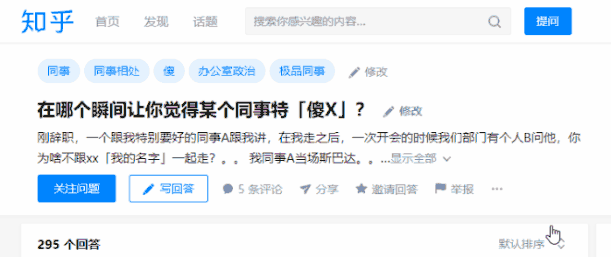 知乎 首页 发现 话题 搜索你感兴趣的内容... 提问
同事 同事相处 傻 办公室政治 极品同事 修改
在哪个瞬间让你觉得某个同事特「傻X」？ 修改
刚辞职，一个跟我特别要好的同事A跟我讲，在我走之后，一次开会的时候我们部门有个人B问他，你
为啥不跟xx「我的名字」一起走？。。 我同事A当场斯巴达。。...显示全部
关注问题 写回答 5 条评论 分享 邀请回答 举报 ...
295 个回答 默认排序